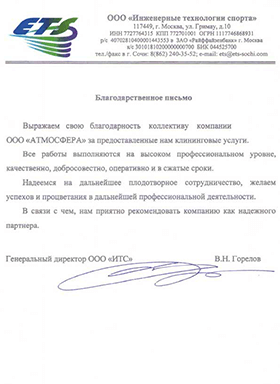 ETS
ООО «Инженерные технологии спорта»
117449, г. Москва, ул. Гримау, д.10
ИНН 7727764315 КПП 772701001 ОГРН 1117746868931
р/с 40702810400001443553 в ЗАО «Райффайзенбанк» г. Москва
к/с 30101810200000000700 БИК 044525700
тел./факс в г. Сочи: 8(862) 240-35-52; e-mail: ets@ets-sochi.com
Благодарственное письмо
Выражаем свою благодарность коллективу компании
ООО «АТМОСФЕРА» за предоставленные нам клининговые услуги.
Все работы выполняются на высоком профессиональном уровне,
качественно, добросовестно, оперативно и в сжатые сроки.
Надеемся на дальнейшее плодотворное сотрудничество, желаем
успехов и процветания в дальнейшей профессиональной деятельности.
В связи с чем, нам приятно рекомендовать компанию как надежного
партнера.
Генеральный директор ООО «ИТС» В.Н. Горелов